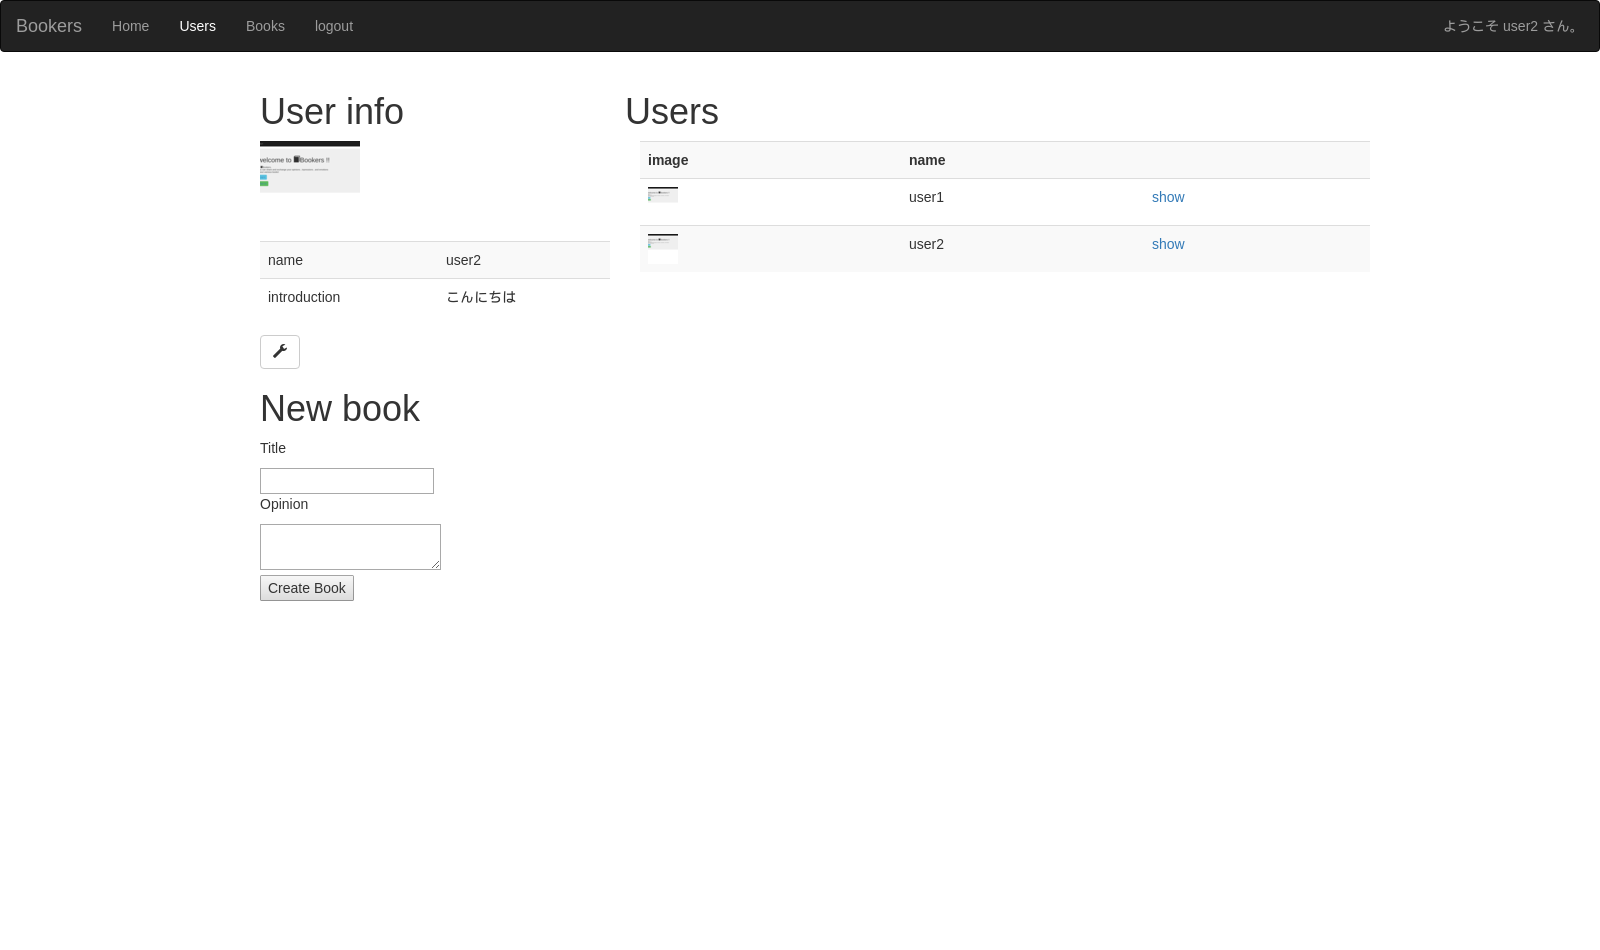 Bookers Home Users Books logout ようこそ user2 さん。
User info
welcome to Bookers !!
name user2
introduction こんにちは
New book
Title
Opinion
Create Book
Users
image name
user1 show
user2 show